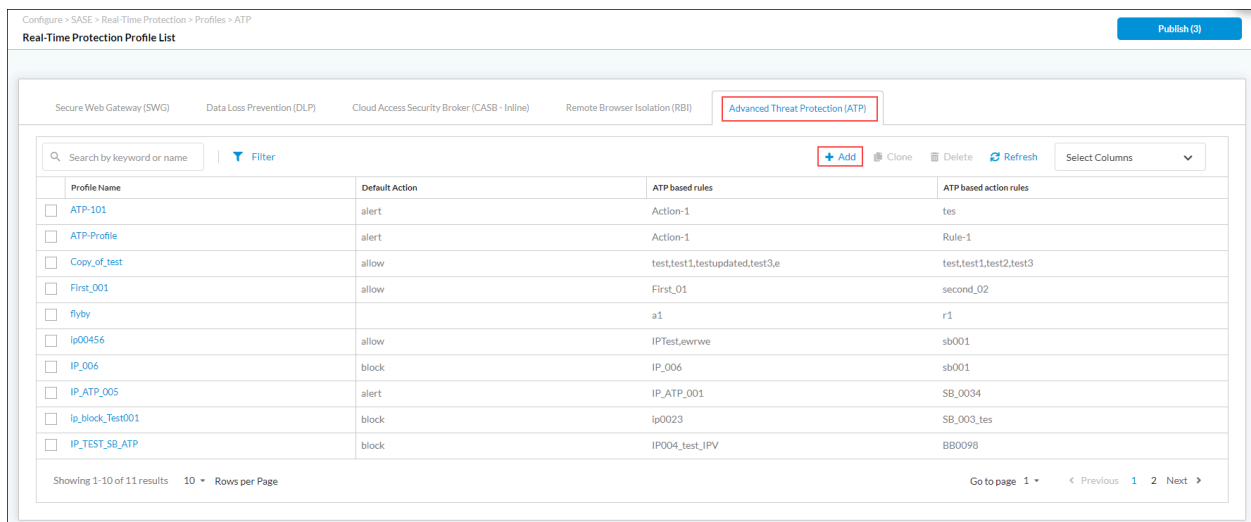 Configure > SASE > Real-Time Protection > Profiles > ATP
Real-Time Protection Profile List
Publish (3)
Secure Web Gateway (SWG) Data Loss Prevention (DLP) Cloud Access Security Broker (CASB - Inline) Remote Browser Isolation (RBI) Advanced Threat Protection (ATP)
Search by keyword or name Filter + Add Clone Delete Refresh Select Columns
Profile Name Default Action ATP based rules ATP based action rules
ATP-101 alert Action-1 tes
ATP-Profile alert Action-1 Rule-1
Copy_of_test allow test,test1,testupdated,test3,e test,test1,test2,test3
First_001 allow First_01 second_02
flyby a1 r1
ip00456 allow IPTest,ewrwe sb001
IP_006 block IP_006 sb001
IP_ATP_005 alert IP_ATP_001 SB_0034
ip_block_Test001 block ip0023 SB_003_tes
IP_TEST_SB_ATP block IP004_test_IPV BB0098
Showing 1-10 of 11 results 10 Rows per Page Go to page 1 < Previous 1 2 Next >